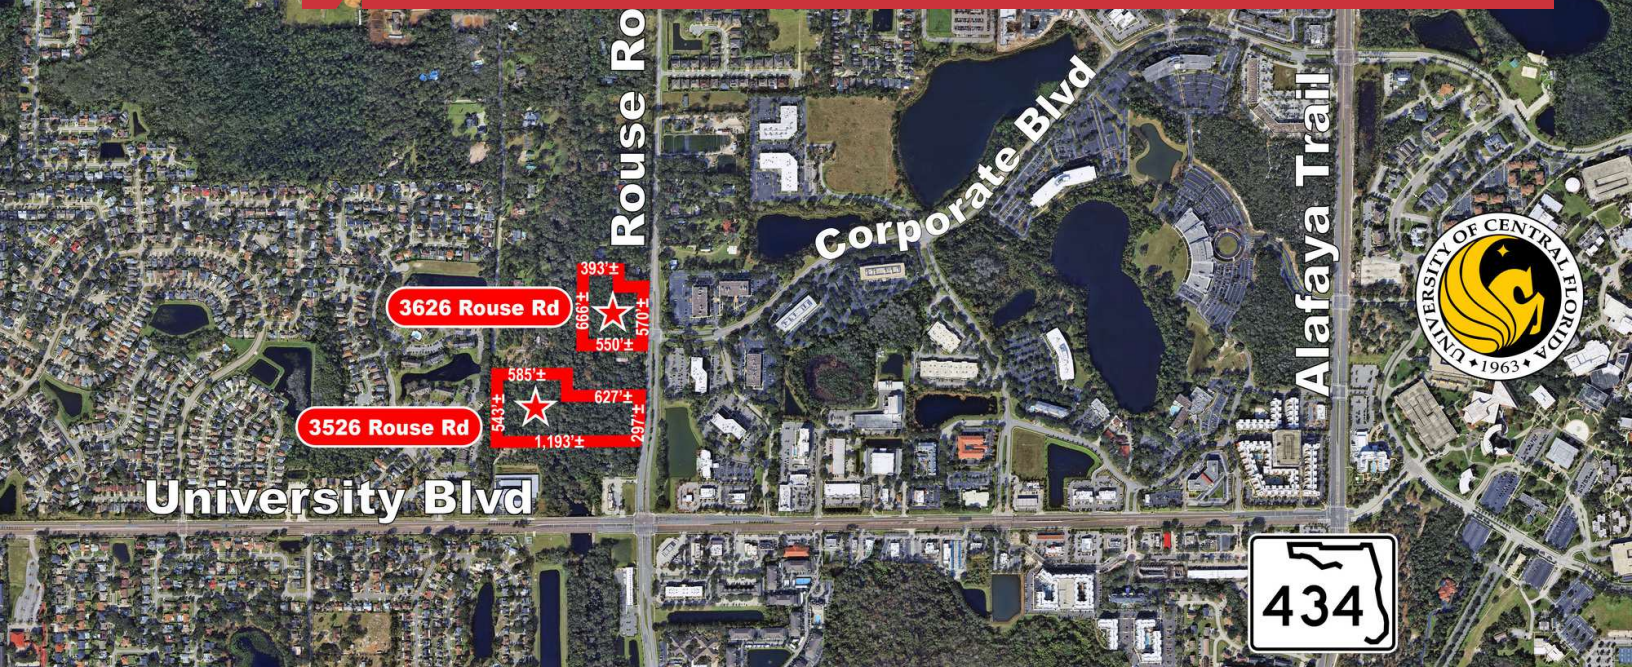 Rouse Ro
Corporate Blvd
Alafaya Trail
393'±
666'±
570'±
550'±
3626 Rouse Rd
585'±
627'±
543'±
297'±
1,193'±
3526 Rouse Rd
University Blvd
UNIVERSITY OF CENTRAL FLORIDA
1963
434